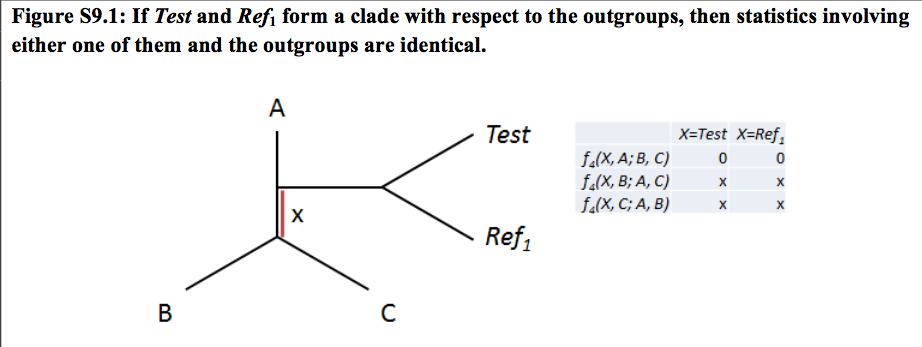 Figure S9.1: If Test and Ref₁ form a clade with respect to the outgroups, then statistics involving
either one of them and the outgroups are identical.
A
Test
X
Ref₁
B
C
X=Test X=Ref₁
f₄(X, A; B, C) 0 0
f₄(X, B; A, C) x x
f₄(X, C; A, B) x x